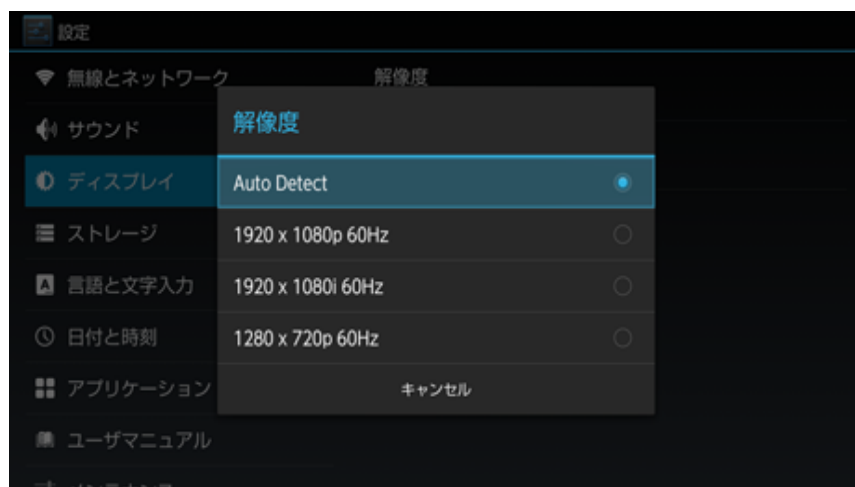 設定
無線とネットワーク
解像度
サウンド
解像度
ディスプレイ
Auto Detect
ストレージ
1920 x 1080p 60Hz
言語と文字入力
1920 x 1080i 60Hz
日付と時刻
1280 x 720p 60Hz
アプリケーション
キャンセル
ユーザマニュアル